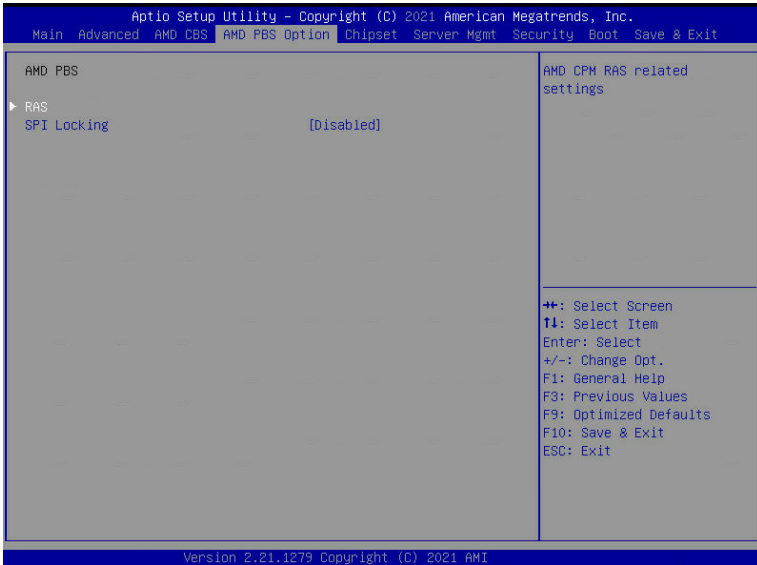 Aptio Setup Utility – Copyright (C) 2021 American Megatrends, Inc.
Main Advanced AMD CBS AMD PBS Option Chipset Server Mgmt Security Boot Save & Exit
AMD PBS
RAS
SPI Locking [Disabled]
AMD CPM RAS related
settings
→←: Select Screen
↑↓: Select Item
Enter: Select
+/-: Change Opt.
F1: General Help
F3: Previous Values
F9: Optimized Defaults
F10: Save & Exit
ESC: Exit
Version 2.21.1279 Copyright (C) 2021 AMI